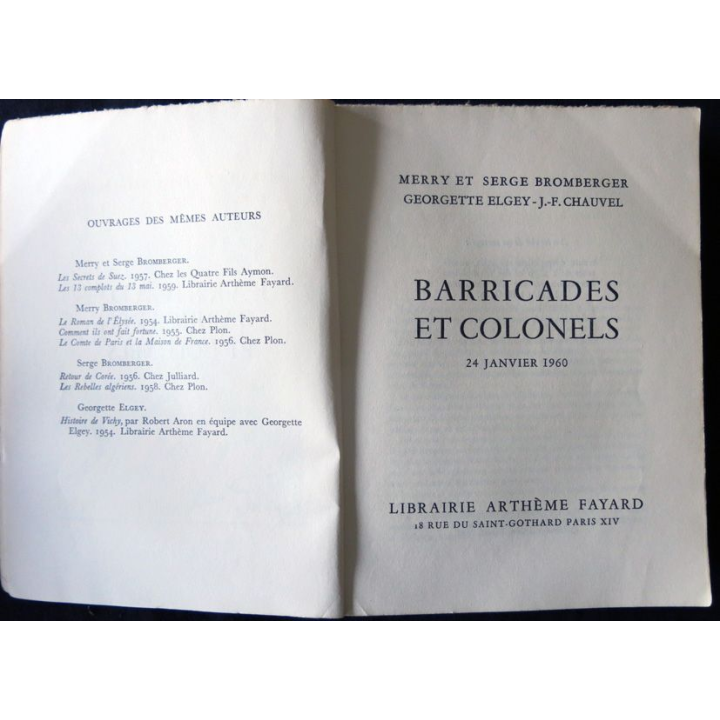 OUVRAGES DES MÊMES AUTEURS
Merry et Serge BROMBERGER.
Les Secrets de Suez. 1957. Chez les Quatre Fils Aymon.
Les 13 complets du 13 mai. 1959. Librairie Arthème Fayard.
Merry BROMBERGER.
Le Roman de l'Élysée. 1954. Librairie Arthème Fayard.
Comment ils ont fait fortune. 1955. Chez Plon.
Le Comte de Paris et la Maison de France. 1956. Chez Plon.
Serge BROMBERGER.
Retour de Corée. 1956. Chez Julliard.
Les Rebelles algériens. 1958. Chez Plon.
Georgette ELGEY.
Histoire de Vichy, par Robert Aron en équipe avec Georgette
Elgey. 1954. Librairie Arthème Fayard.
MERRY ET SERGE BROMBERGER
GEORGETTE ELGEY - J.-F. CHAUVEL
BARRICADES
ET COLONELS
24 JANVIER 1960
LIBRAIRIE ARTHÈME FAYARD
18 RUE DU SAINT-GOTHARD PARIS XIV